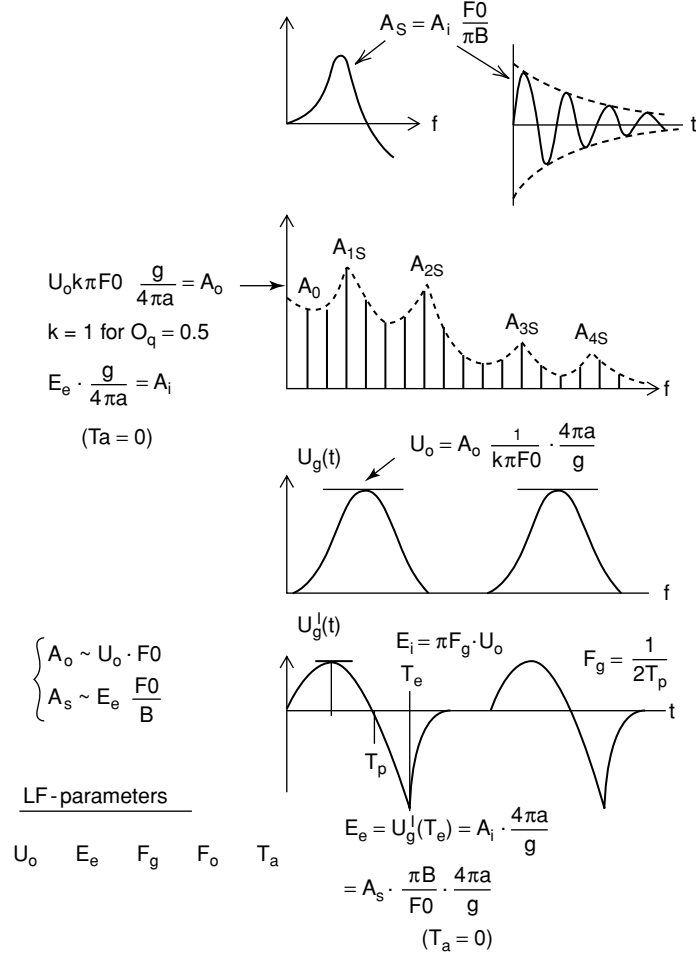 A_S = A_i F0/πB
f
t
A_0 A_1S A_2S A_3S A_4S
f
U_o kπF0 g/4πa = A_o
k = 1 for O_q = 0.5
E_e · g/4πa = A_i
(Ta = 0)
U_g(t)
U_o = A_o 1/kπF0 · 4πa/g
f
U_g^I(t)
E_i = πF_g · U_o
F_g = 1/2T_p
T_e
t
T_p
A_o ~ U_o · F0
A_s ~ E_e F0/B
LF-parameters
U_o E_e F_g F_o T_a
E_e = U_g^I(T_e) = A_i · 4πa/g
= A_s · πB/F0 · 4πa/g
(T_a = 0)